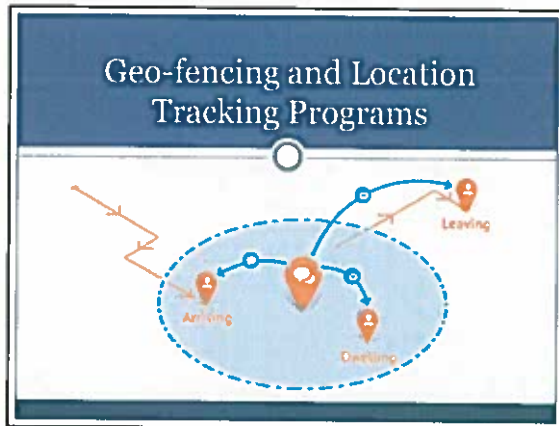 Geo-fencing and Location
Tracking Programs
Leaving
Arriving
Dwelling